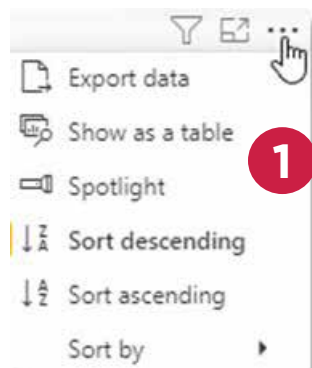 Export data
Show as a table
1
Spotlight
Sort descending
Sort ascending
Sort by